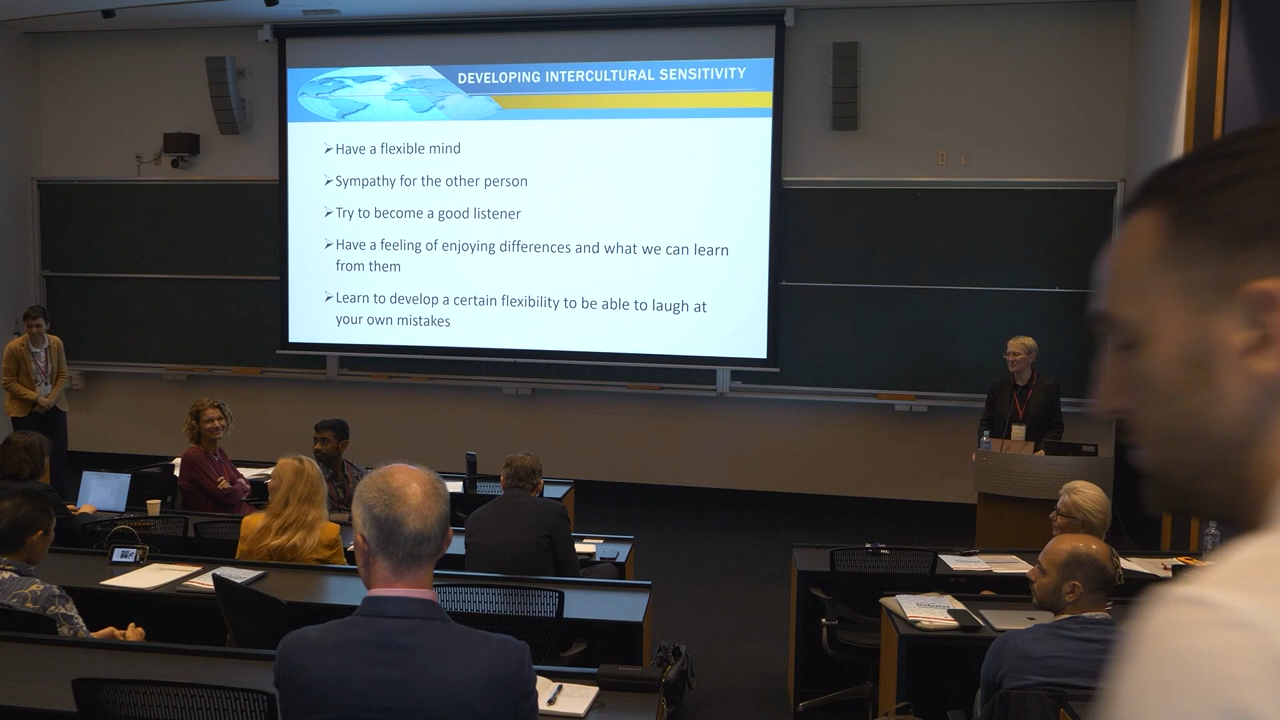 DEVELOPING INTERCULTURAL SENSITIVITY
➢Have a flexible mind
➢Sympathy for the other person
➢Try to become a good listener
➢Have a feeling of enjoying differences and what we can learn
from them
➢Learn to develop a certain flexibility to be able to laugh at
your own mistakes